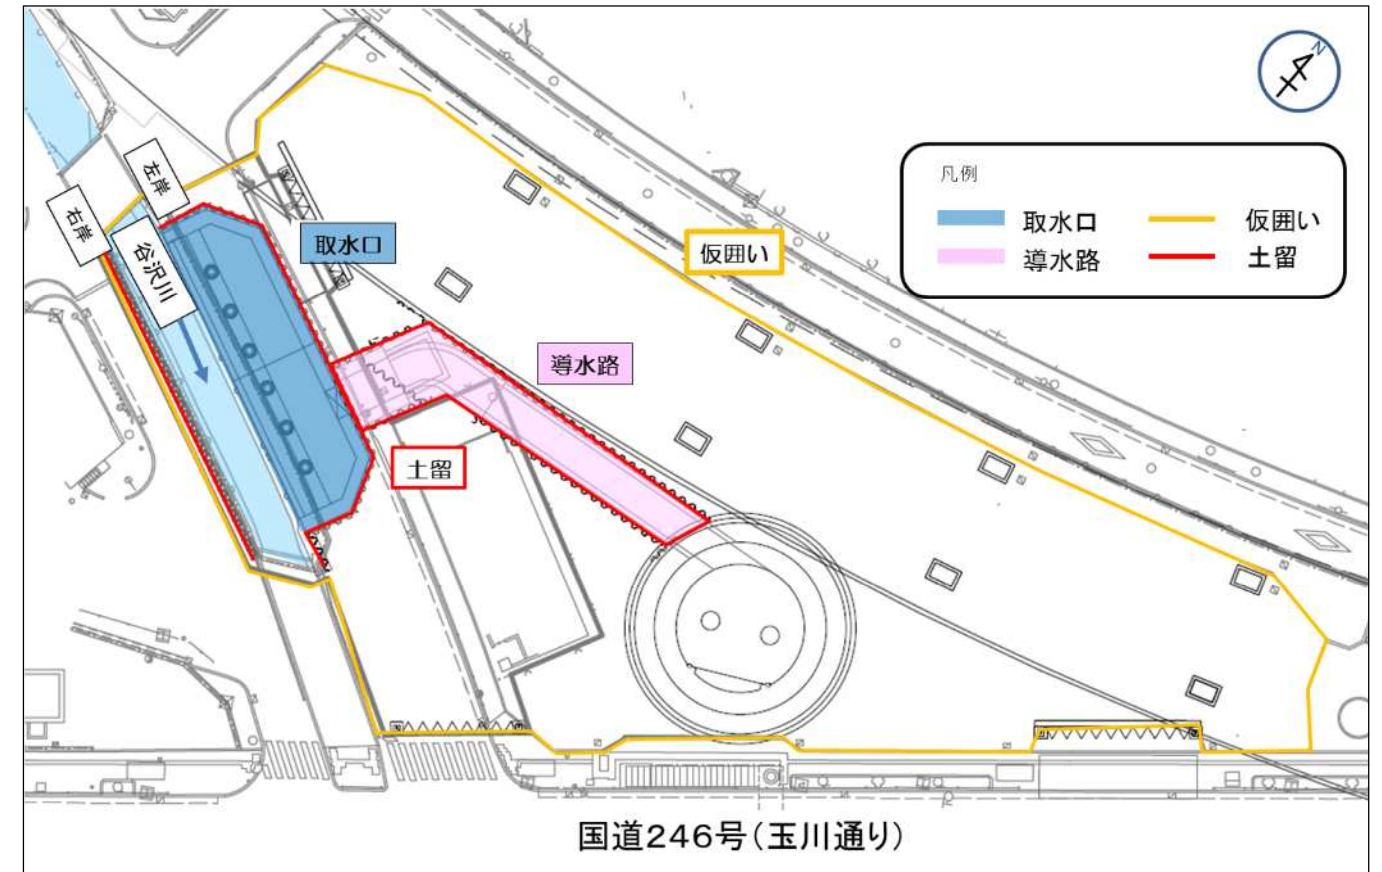 N
凡例
取水口
仮囲い
導水路
土留
左岸
右岸
谷沢川
取水口
仮囲い
導水路
土留
国道246号（玉川通り）